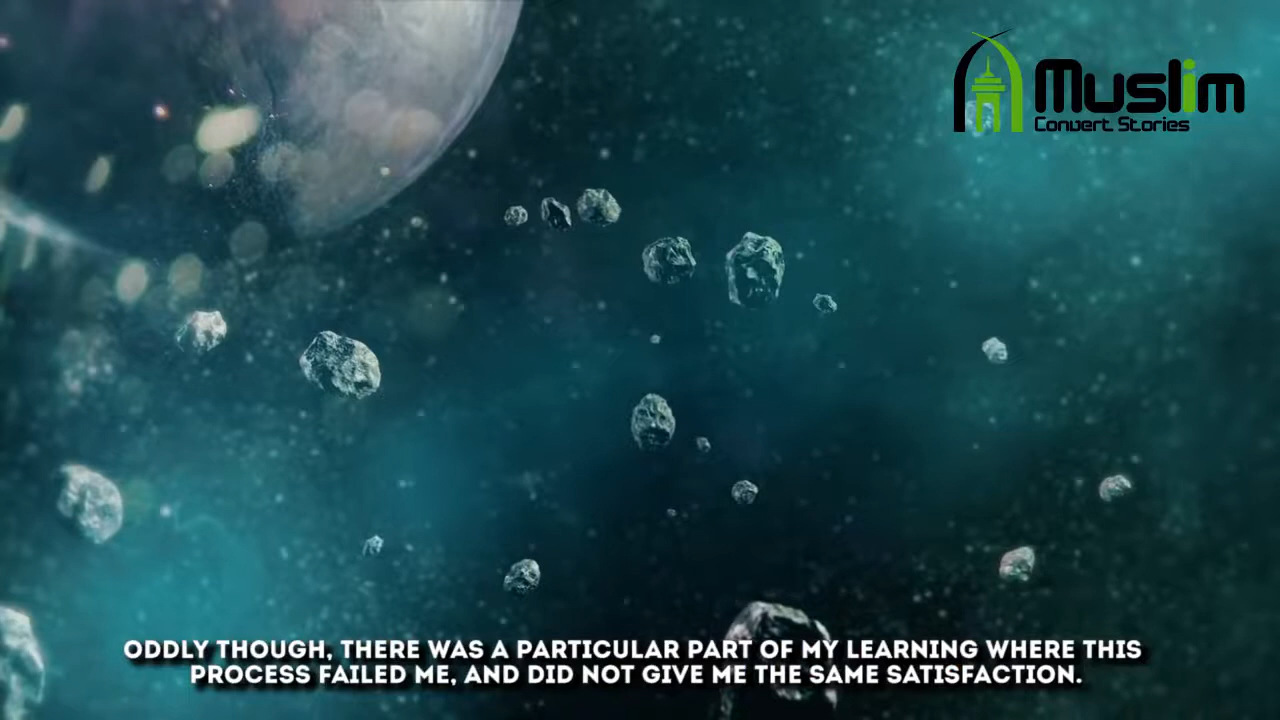 Muslim
Convert Stories
ODDLY THOUGH, THERE WAS A PARTICULAR PART OF MY LEARNING WHERE THIS
PROCESS FAILED ME, AND DID NOT GIVE ME THE SAME SATISFACTION.